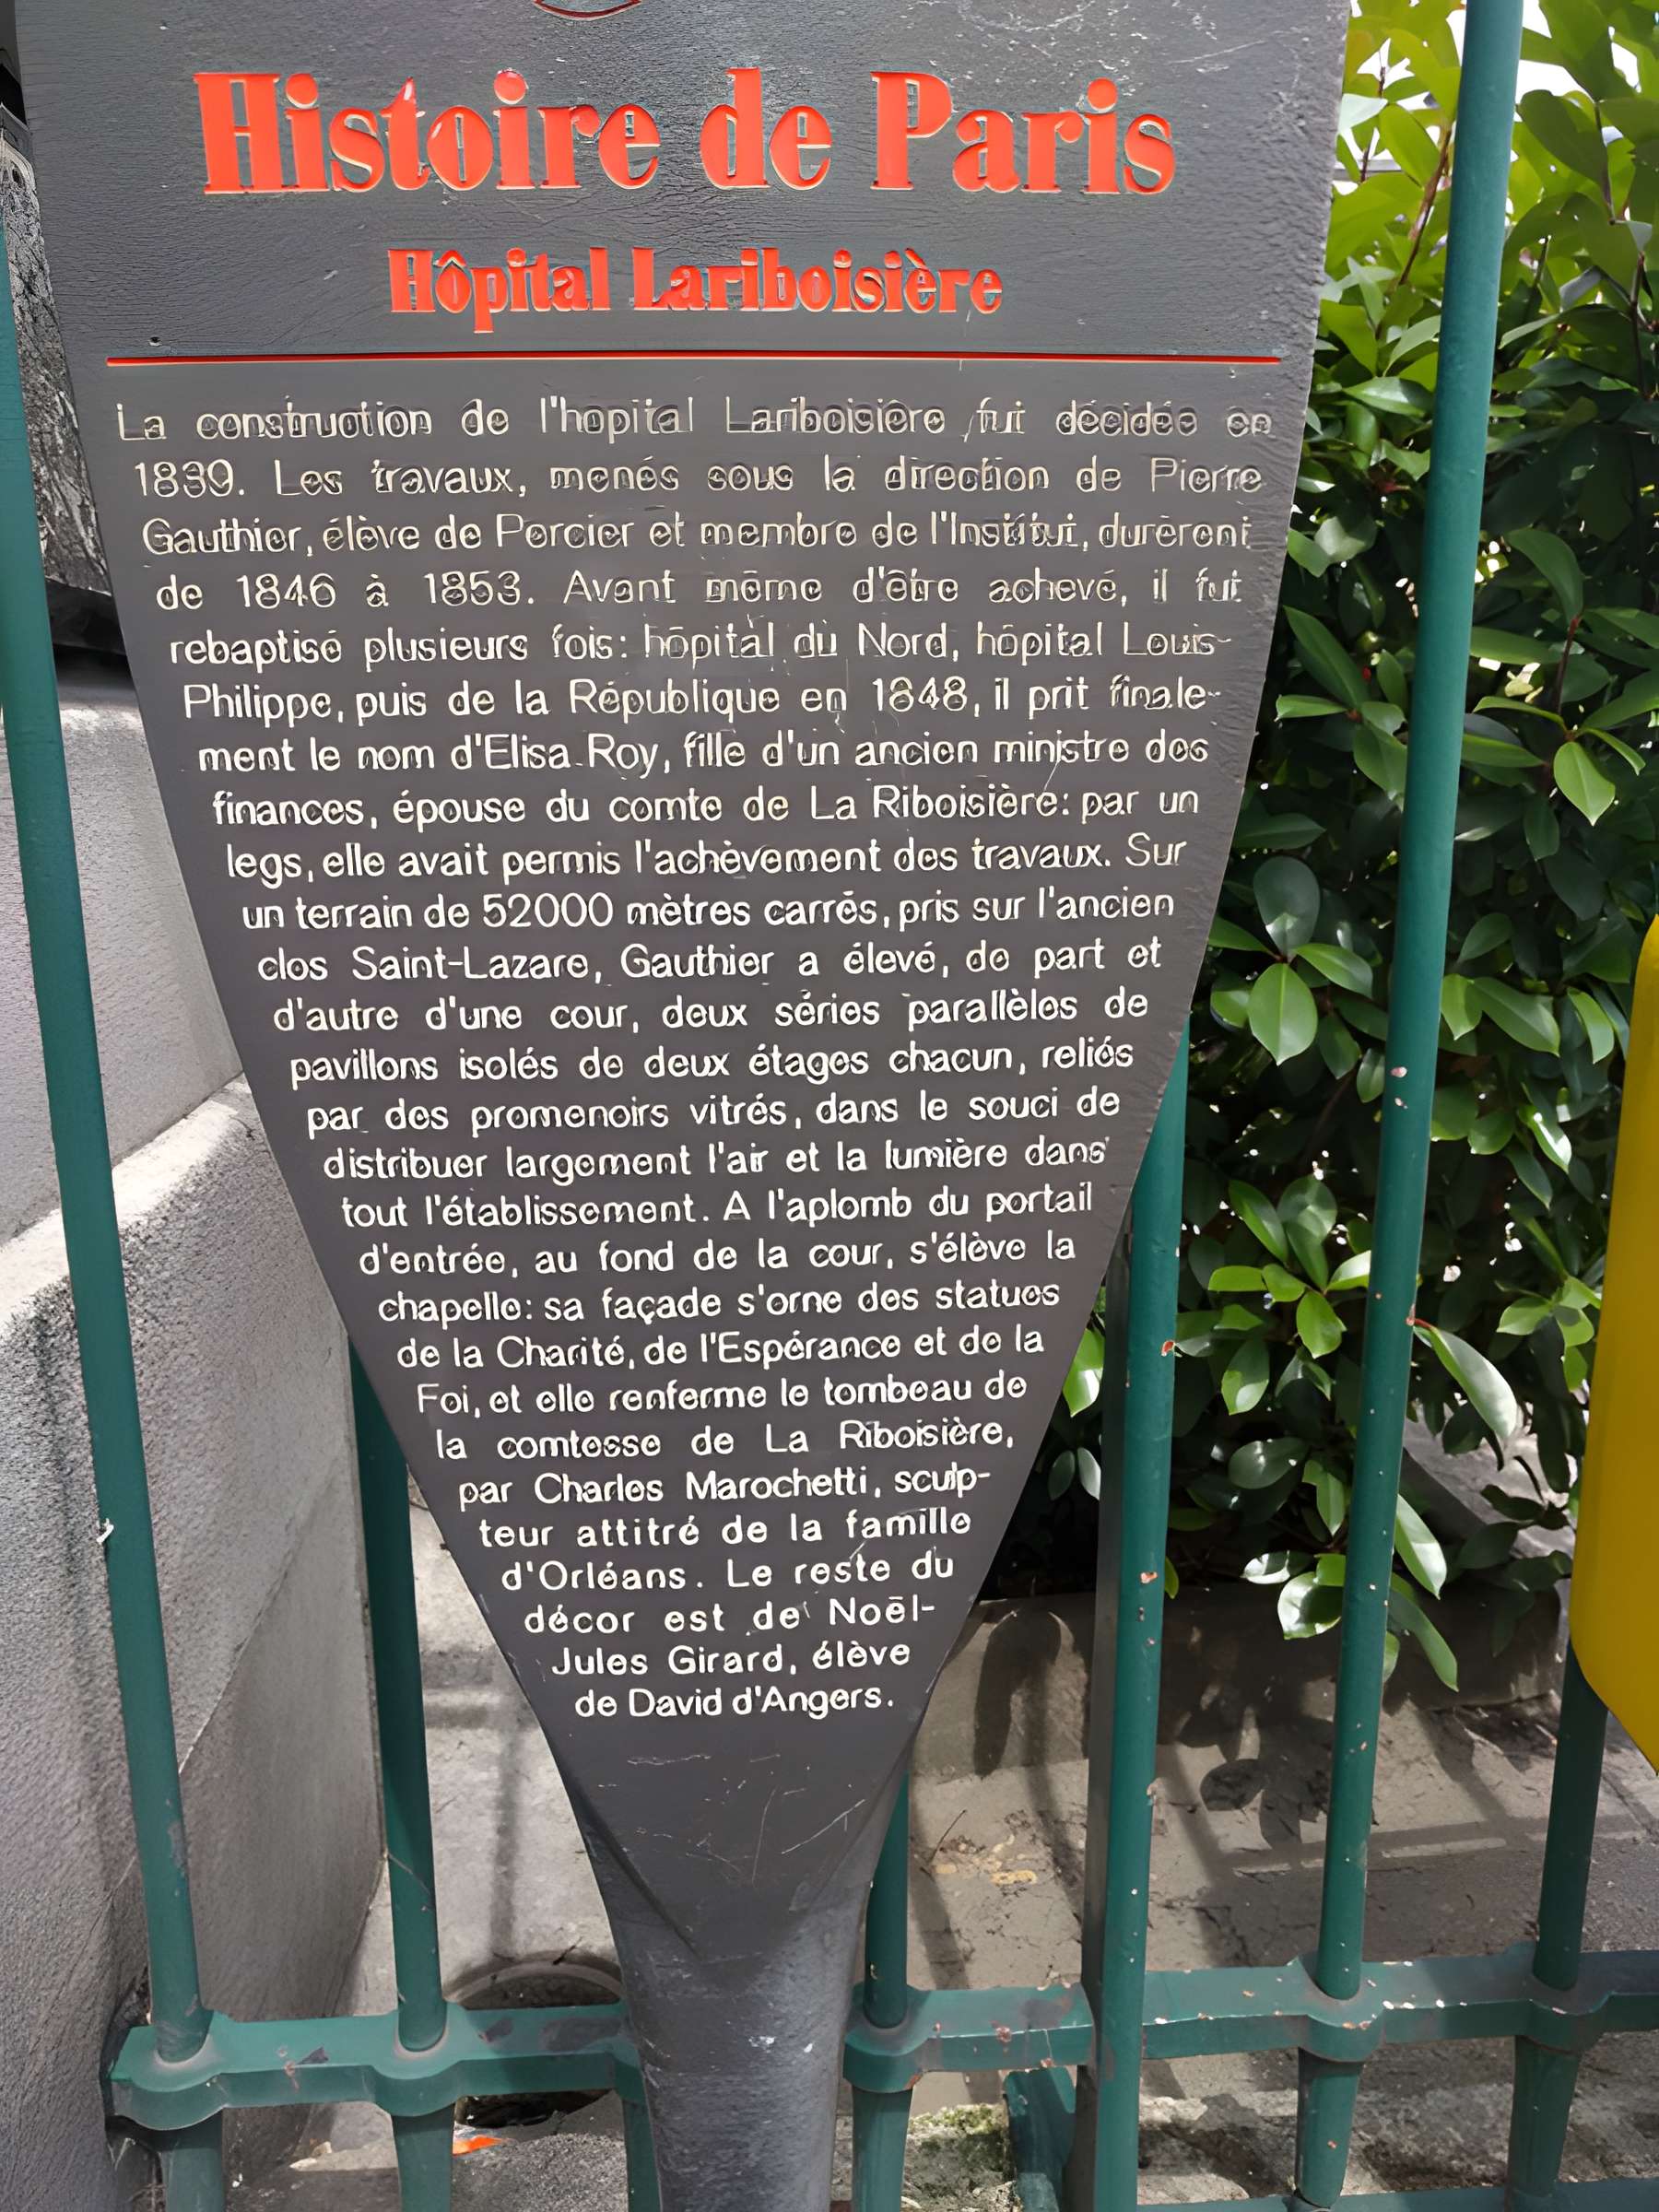 Histoire de Paris
Hôpital Lariboisière
La construction de l'hôpital Lariboisière fut décidée en
1839. Les travaux, menés sous la direction de Pierre
Gauthier, élève de Percier et membre de l'Institut, durèrent
de 1846 à 1853. Avant même d'être achevé, il fut
rebaptisé plusieurs fois: hôpital du Nord, hôpital Louis-
Philippe, puis de la République en 1848, il prit finale-
ment le nom d'Elisa Roy, fille d'un ancien ministre des
finances, épouse du comte de La Riboisière: par un
legs, elle avait permis l'achèvement des travaux. Sur
un terrain de 52000 mètres carrés, pris sur l'ancien
clos Saint-Lazare, Gauthier a élevé, de part et
d'autre d'une cour, deux séries parallèles de
pavillons isolés de deux étages chacun, reliés
par des promenoirs vitrés, dans le souci de
distribuer largement l'air et la lumière dans
tout l'établissement. A l'aplomb du portail
d'entrée, au fond de la cour, s'élève la
chapelle: sa façade s'orne des statues
de la Charité, de l'Espérance et de la
Foi, et elle renferme le tombeau de
la comtesse de La Riboisière,
par Charles Marochetti, sculp-
teur attitré de la famille
d'Orléans. Le reste du
décor est de Noël-
Jules Girard, élève
de David d'Angers.